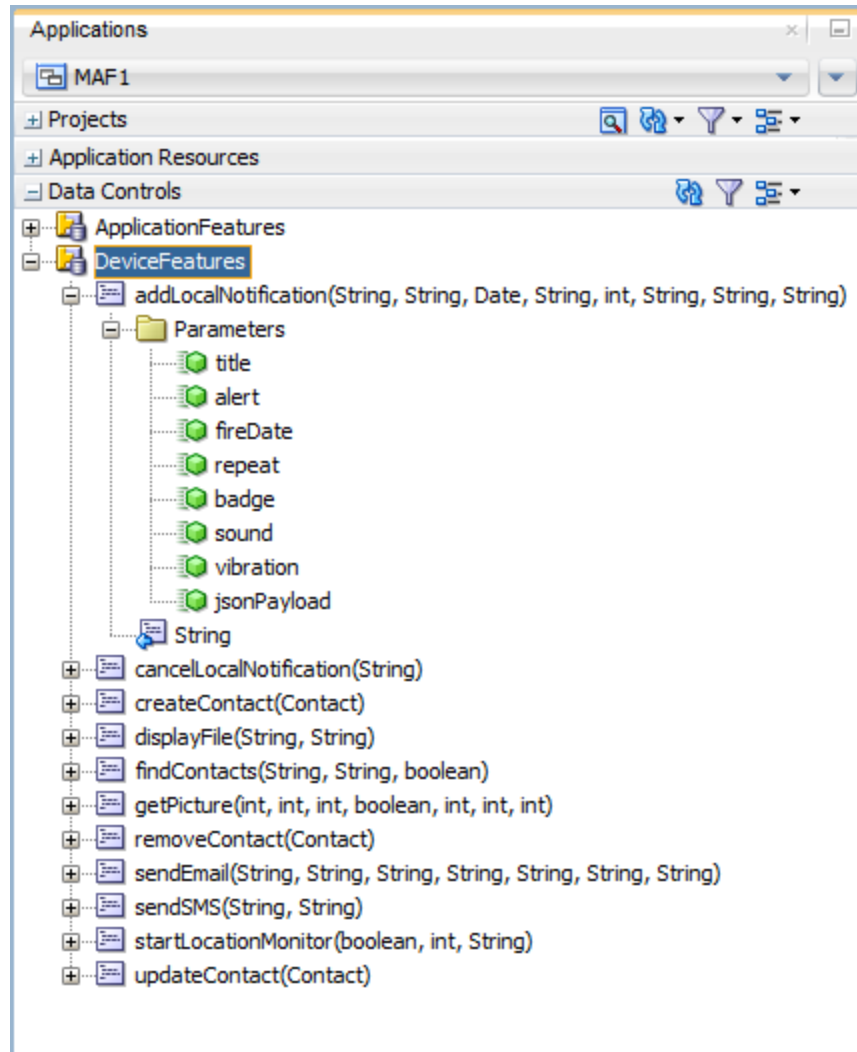 Applications
MAF1
Projects
Application Resources
Data Controls
ApplicationFeatures
DeviceFeatures
addLocalNotification(String, String, Date, String, int, String, String, String)
Parameters
title
alert
fireDate
repeat
badge
sound
vibration
jsonPayload
String
cancelLocalNotification(String)
createContact(Contact)
displayFile(String, String)
findContacts(String, String, boolean)
getPicture(int, int, int, boolean, int, int, int)
removeContact(Contact)
sendEmail(String, String, String, String, String, String, String)
sendSMS(String, String)
startLocationMonitor(boolean, int, String)
updateContact(Contact)